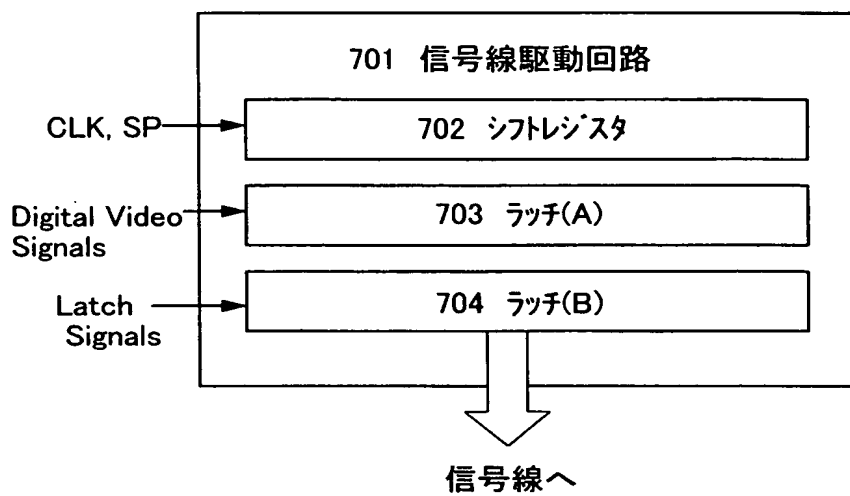 701 信号線駆動回路
CLK, SP
702 シフトレジスタ
Digital Video
Signals
703 ラッチ(A)
Latch
Signals
704 ラッチ(B)
信号線へ